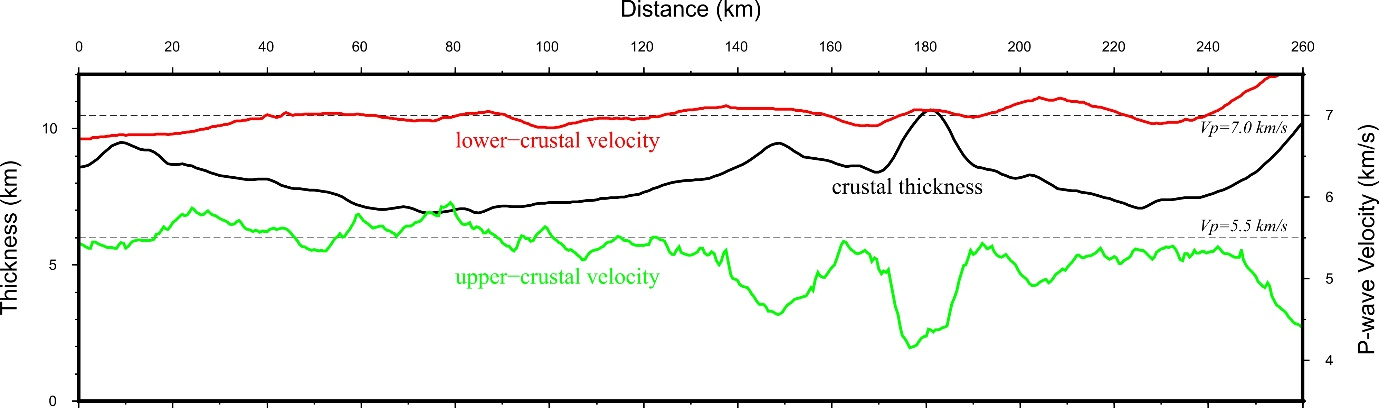 Distance (km)
0 20 40 60 80 100 120 140 160 180 200 220 240
Thickness (km)
10
5
0
7
6
5
4
P-wave Velocity (km/s)
Vp=7.0 km/s
lower−crustal velocity
crustal thickness
Vp=5.5 km/s
upper−crustal velocity